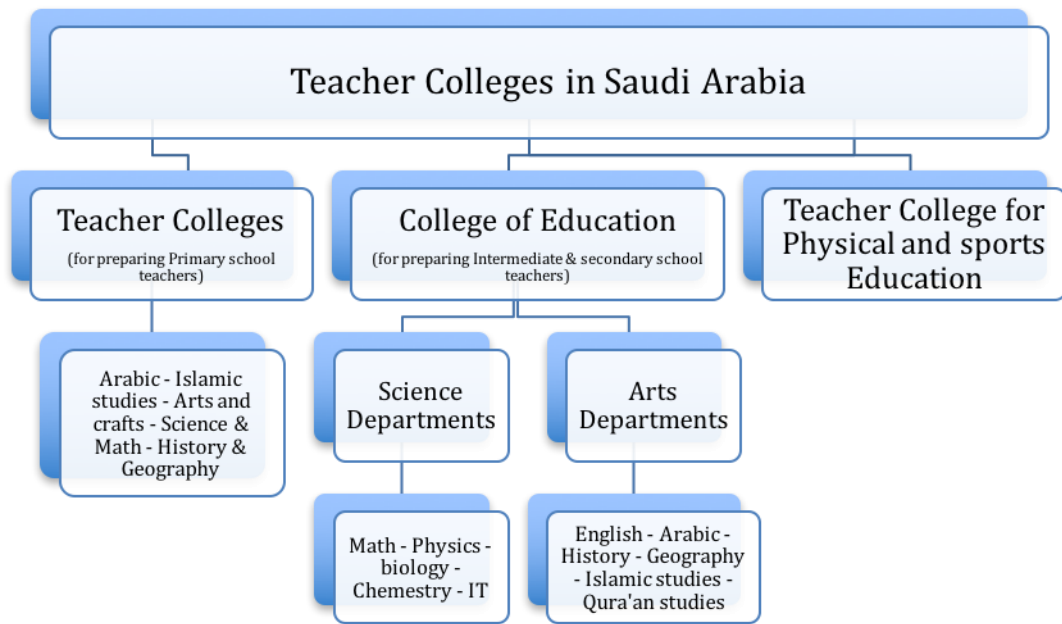 Teacher Colleges in Saudi Arabia
Teacher Colleges
(for preparing Primary school
teachers)
College of Education
(for preparing Intermediate & secondary school
teachers)
Teacher College for
Physical and sports
Education
Arabic - Islamic
studies - Arts and
crafts - Science &
Math - History &
Geography
Science
Departments
Arts
Departments
Math - Physics -
biology -
Chemestry - IT
English - Arabic -
History - Geography
- Islamic studies -
Qura'an studies